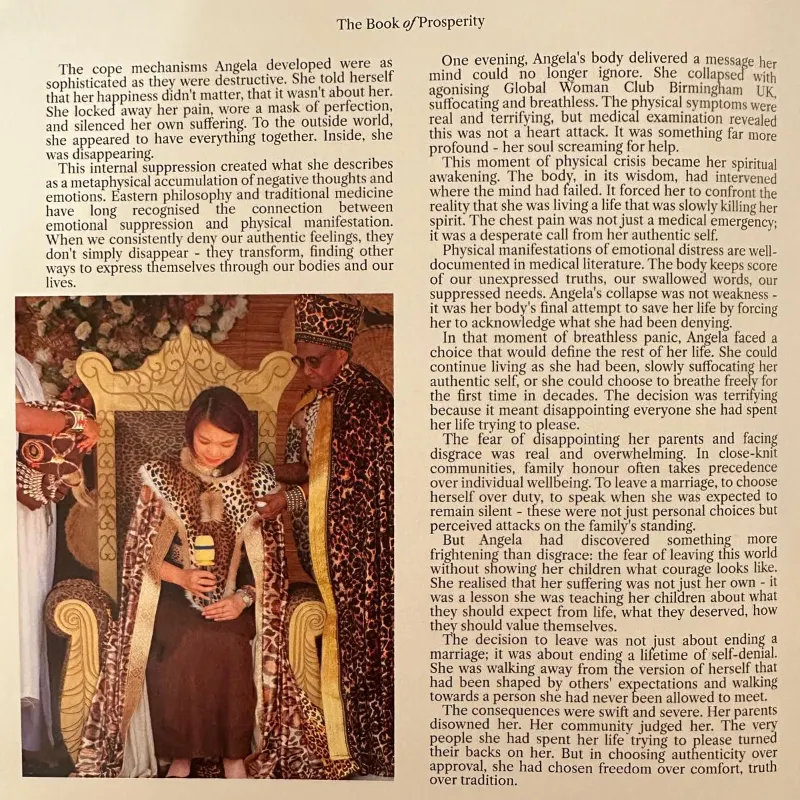 The Book of Prosperity
The cope mechanisms Angela developed were as
sophisticated as they were destructive. She told herself
that her happiness didn't matter, that it wasn't about her.
She locked away her pain, wore a mask of perfection,
and silenced her own suffering. To the outside world,
she appeared to have everything together. Inside, she
was disappearing.
This internal suppression created what she describes
as a metaphysical accumulation of negative thoughts and
emotions. Eastern philosophy and traditional medicine
have long recognised the connection between
emotional suppression and physical manifestation.
When we consistently deny our authentic feelings, they
don't simply disappear - they transform, finding other
ways to express themselves through our bodies and our
lives.
One evening, Angela's body delivered a message her
mind could no longer ignore. She collapsed with
agonising Global Woman Club Birmingham UK,
suffocating and breathless. The physical symptoms were
real and terrifying, but medical examination revealed
this was not a heart attack. It was something far more
profound - her soul screaming for help.
This moment of physical crisis became her spiritual
awakening. The body, in its wisdom, had intervened
where the mind had failed. It forced her to confront the
reality that she was living a life that was slowly killing her
spirit. The chest pain was not just a medical emergency;
it was a desperate call from her authentic self.
Physical manifestations of emotional distress are well-
documented in medical literature. The body keeps score
of our unexpressed truths, our swallowed words, our
suppressed needs. Angela's collapse was not weakness -
it was her body's final attempt to save her life by forcing
her to acknowledge what she had been denying.
In that moment of breathless panic, Angela faced a
choice that would define the rest of her life. She could
continue living as she had been, slowly suffocating her
authentic self, or she could choose to breathe freely for
the first time in decades. The decision was terrifying
because it meant disappointing everyone she had spent
her life trying to please.
The fear of disappointing her parents and facing
disgrace was real and overwhelming. In close-knit
communities, family honour often takes precedence
over individual wellbeing. To leave a marriage, to choose
herself over duty, to speak when she was expected to
remain silent - these were not just personal choices but
perceived attacks on the family's standing.
But Angela had discovered something more
frightening than disgrace: the fear of leaving this world
without showing her children what courage looks like.
She realised that her suffering was not just her own - it
was a lesson she was teaching her children about what
they should expect from life, what they deserved, how
they should value themselves.
The decision to leave was not just about ending a
marriage; it was about ending a lifetime of self-denial.
She was walking away from the version of herself that
had been shaped by others' expectations and walking
towards a person she had never been allowed to meet.
The consequences were swift and severe. Her parents
disowned her. Her community judged her. The very
people she had spent her life trying to please turned
their backs on her. But in choosing authenticity over
approval, she had chosen freedom over comfort, truth
over tradition.